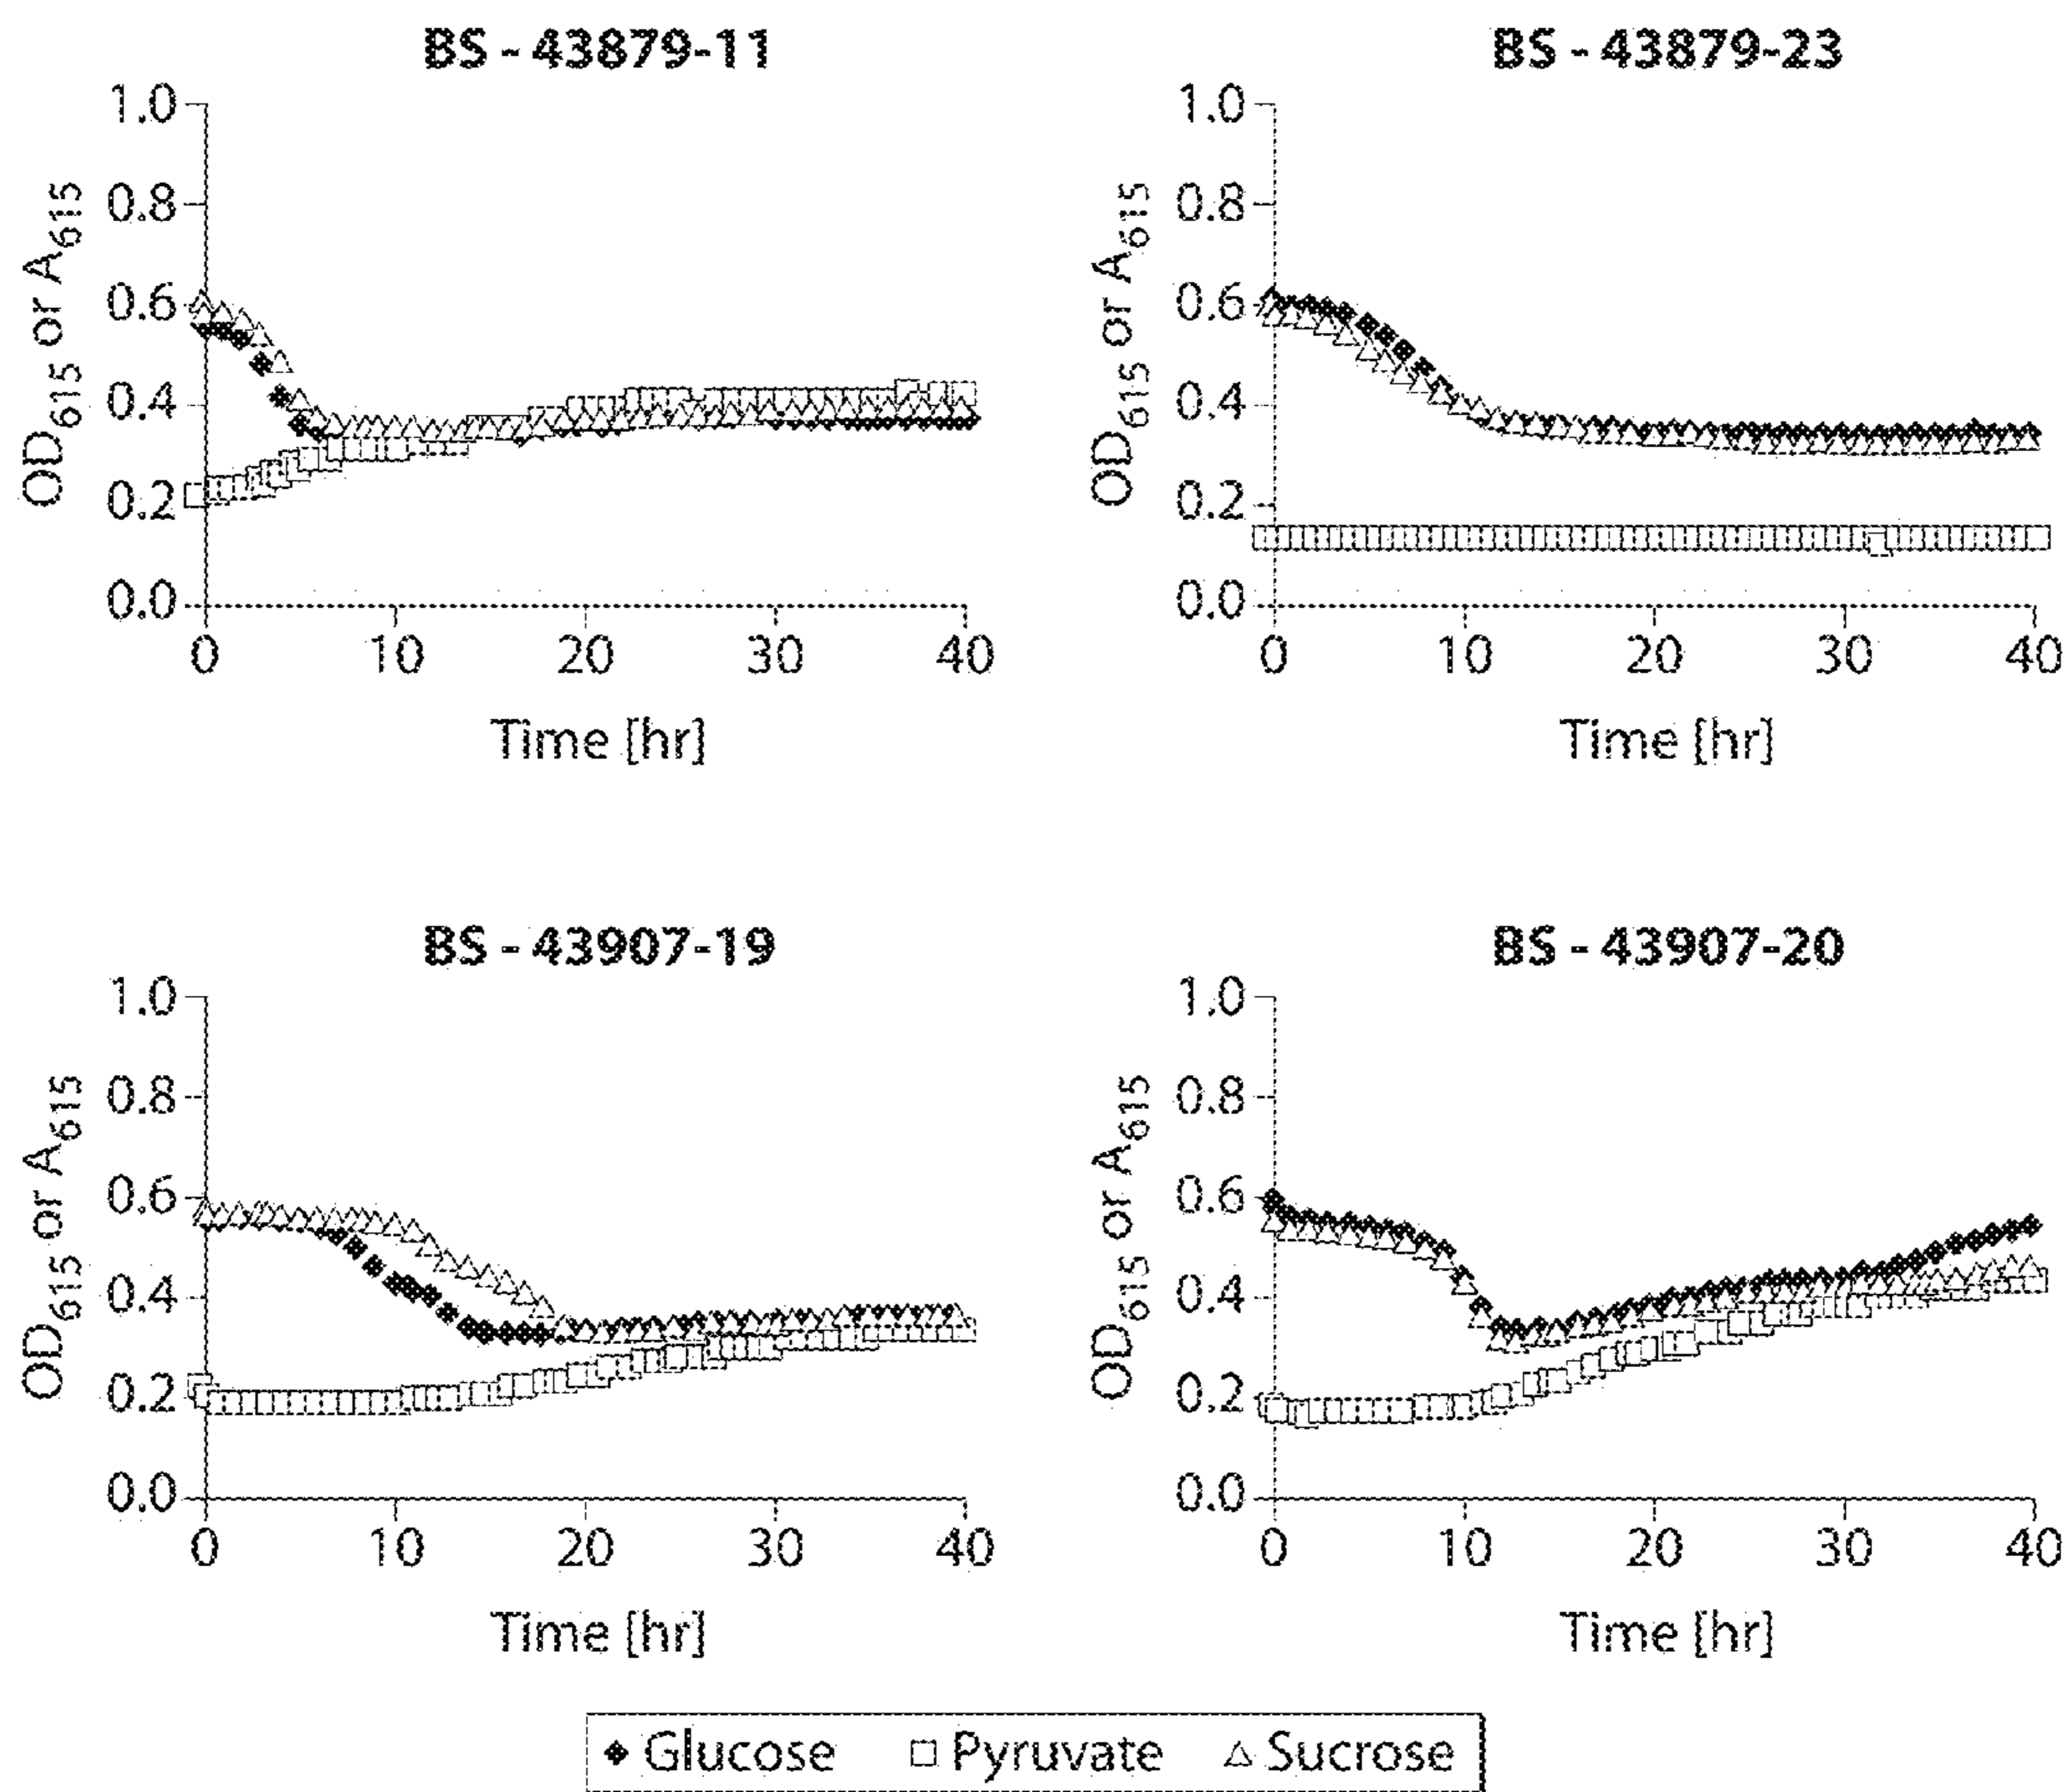 BS - 43879-11
OD615 or A615
1.0
0.8
0.6
0.4
0.2
0.0
0 10 20 30 40
Time [hr]
BS - 43879-23
OD615 or A615
1.0
0.8
0.6
0.4
0.2
0.0
0 10 20 30 40
Time [hr]
BS - 43907-19
OD615 or A615
1.0
0.8
0.6
0.4
0.2
0.0
0 10 20 30 40
Time [hr]
BS - 43907-20
OD615 or A615
1.0
0.8
0.6
0.4
0.2
0.0
0 10 20 30 40
Time [hr]
Glucose Pyruvate Sucrose